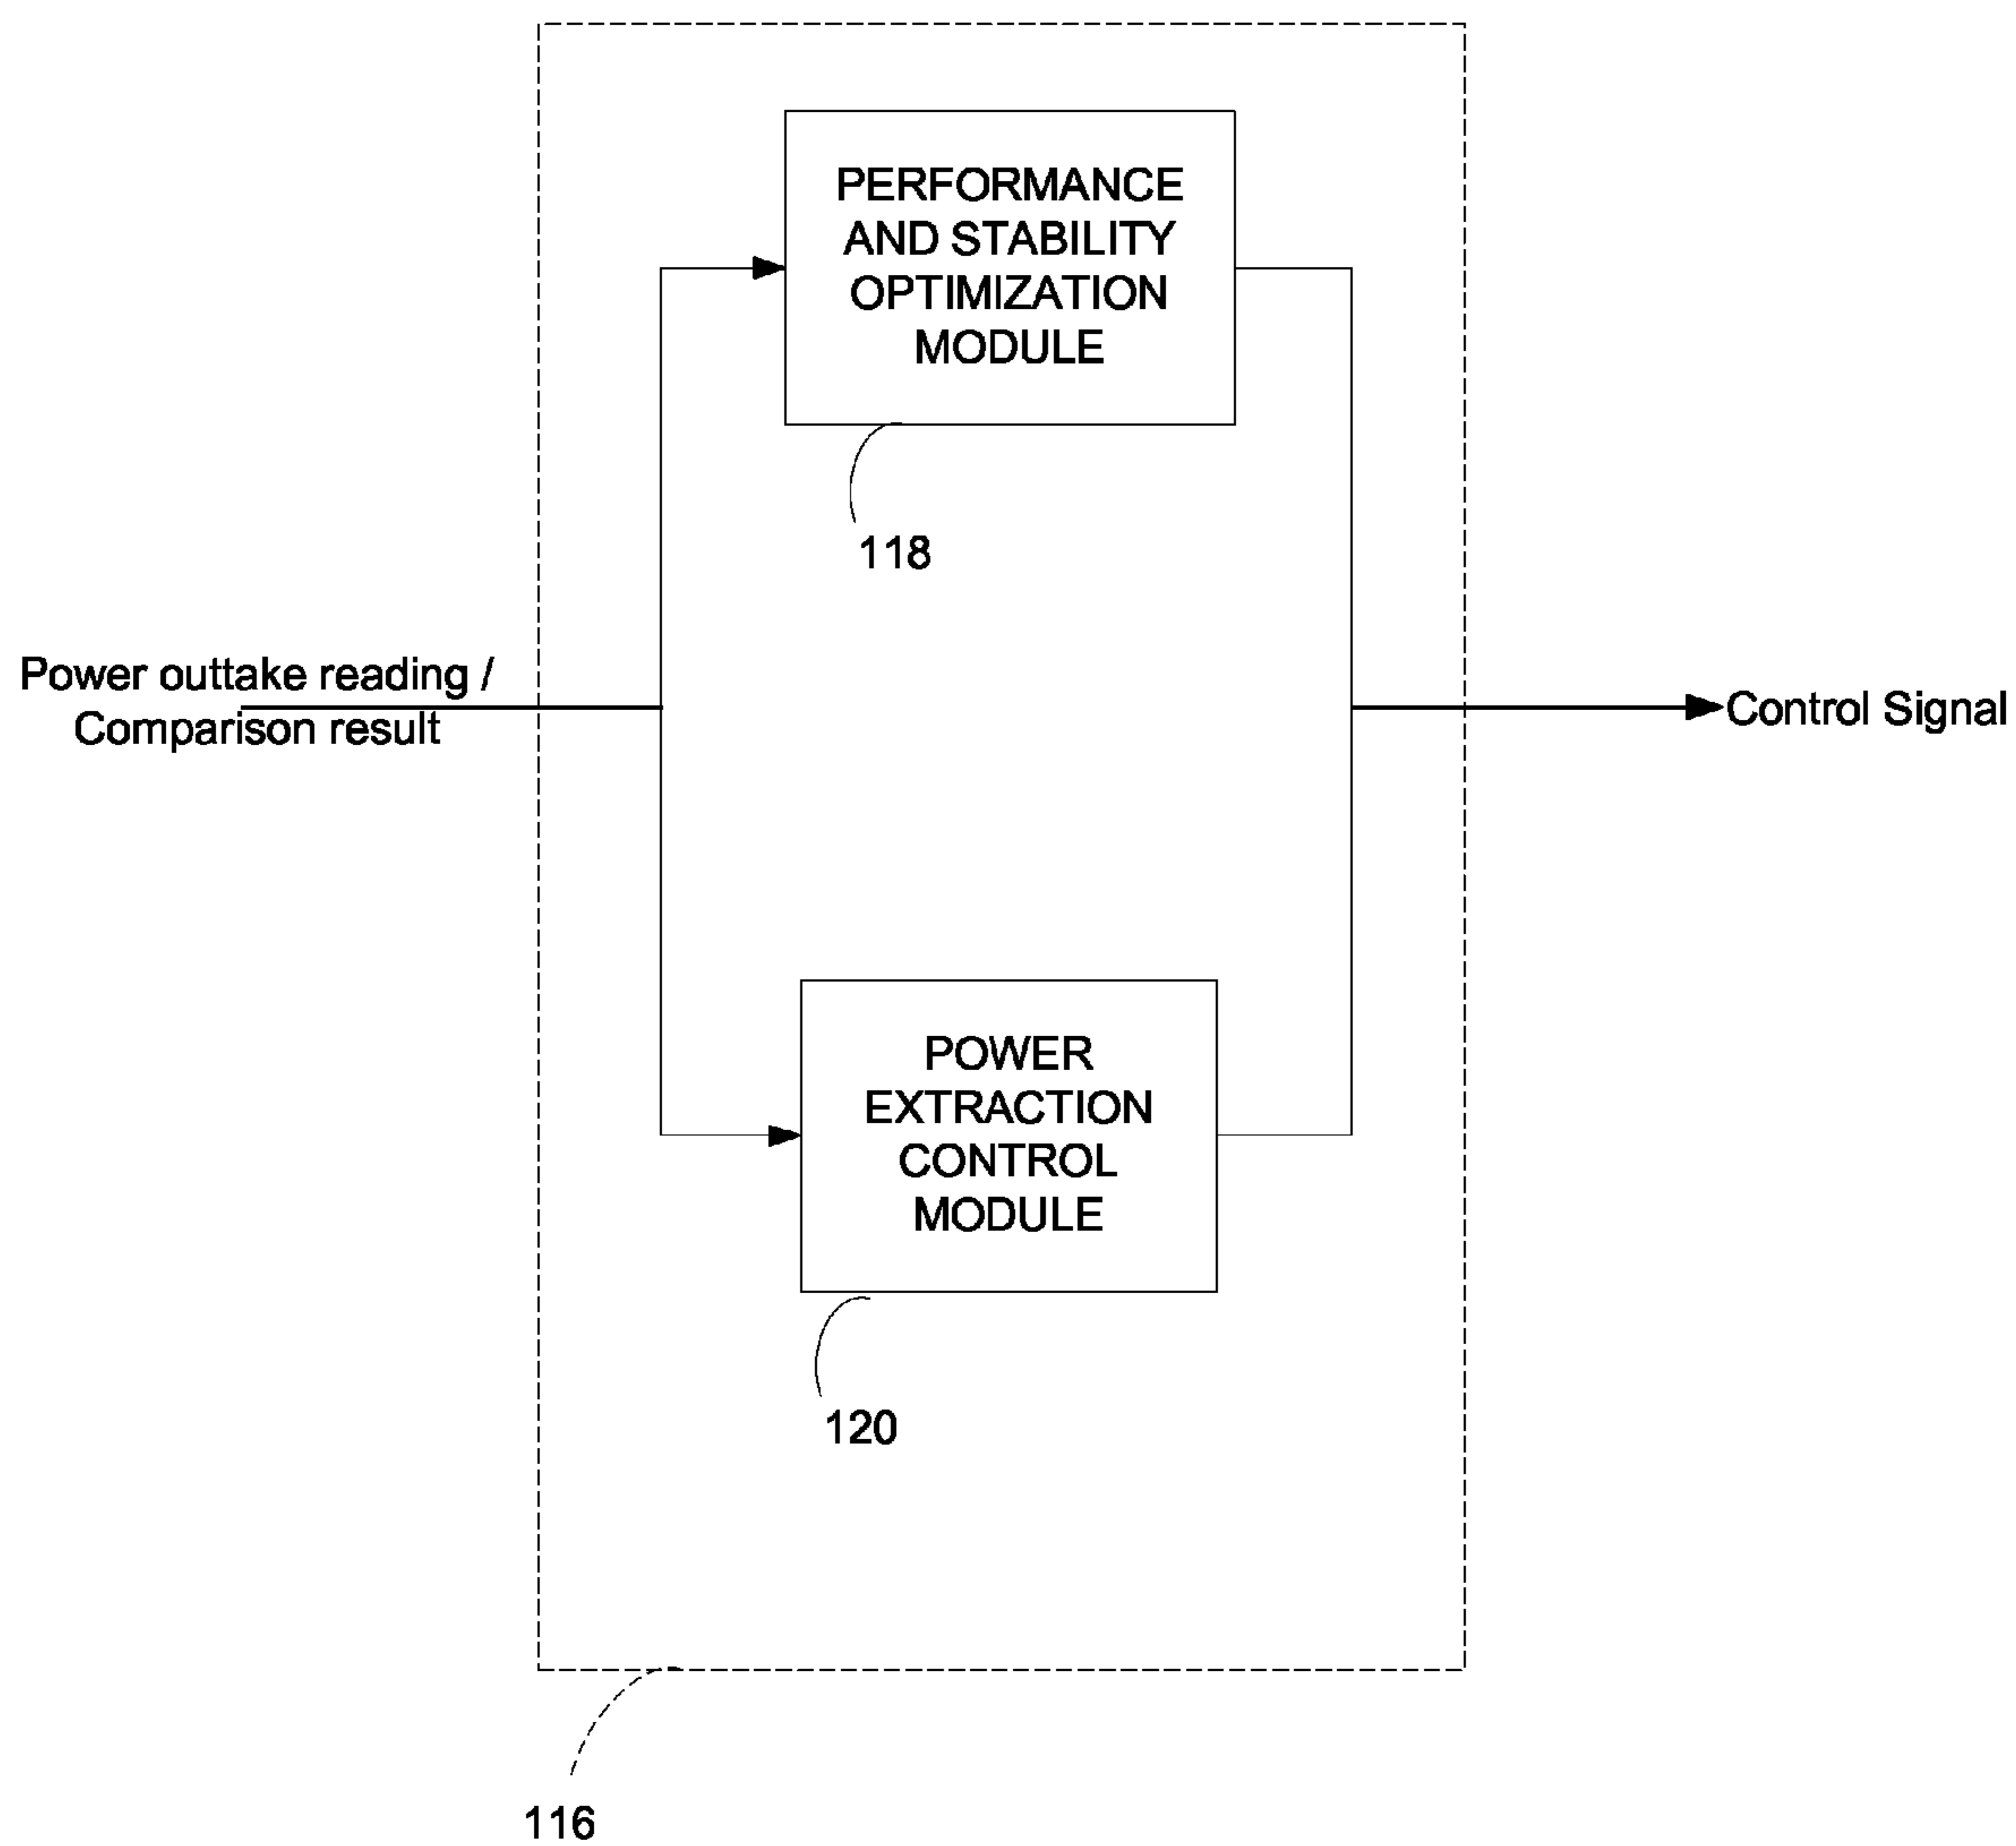 PERFORMANCE
AND STABILITY
OPTIMIZATION
MODULE
118
Power outtake reading /
Comparison result
Control Signal
POWER
EXTRACTION
CONTROL
MODULE
120
116